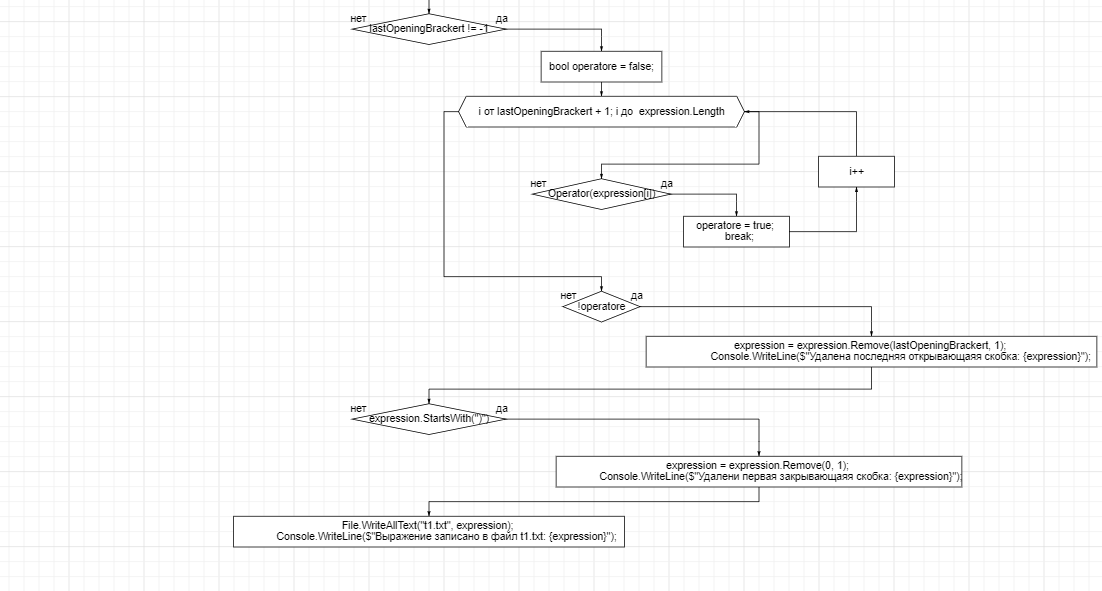 нет
да
lastOpeningBrackert != -1
bool operatore = false;
i от lastOpeningBrackert + 1; i до  expression.Length
i++
нет
да
Operator(expression[i])
operatore = true;
break;
нет
да
!operatore
expression = expression.Remove(lastOpeningBrackert, 1);
Console.WriteLine($"Удалена последняя открывающаяя скобка: {expression}");
нет
да
expression.StartsWith(")")
expression = expression.Remove(0, 1);
Console.WriteLine($"Удалени первая закрывающаяя скобка: {expression}");
File.WriteAllText("t1.txt", expression);
Console.WriteLine($"Выражение записано в файл t1.txt: {expression}");